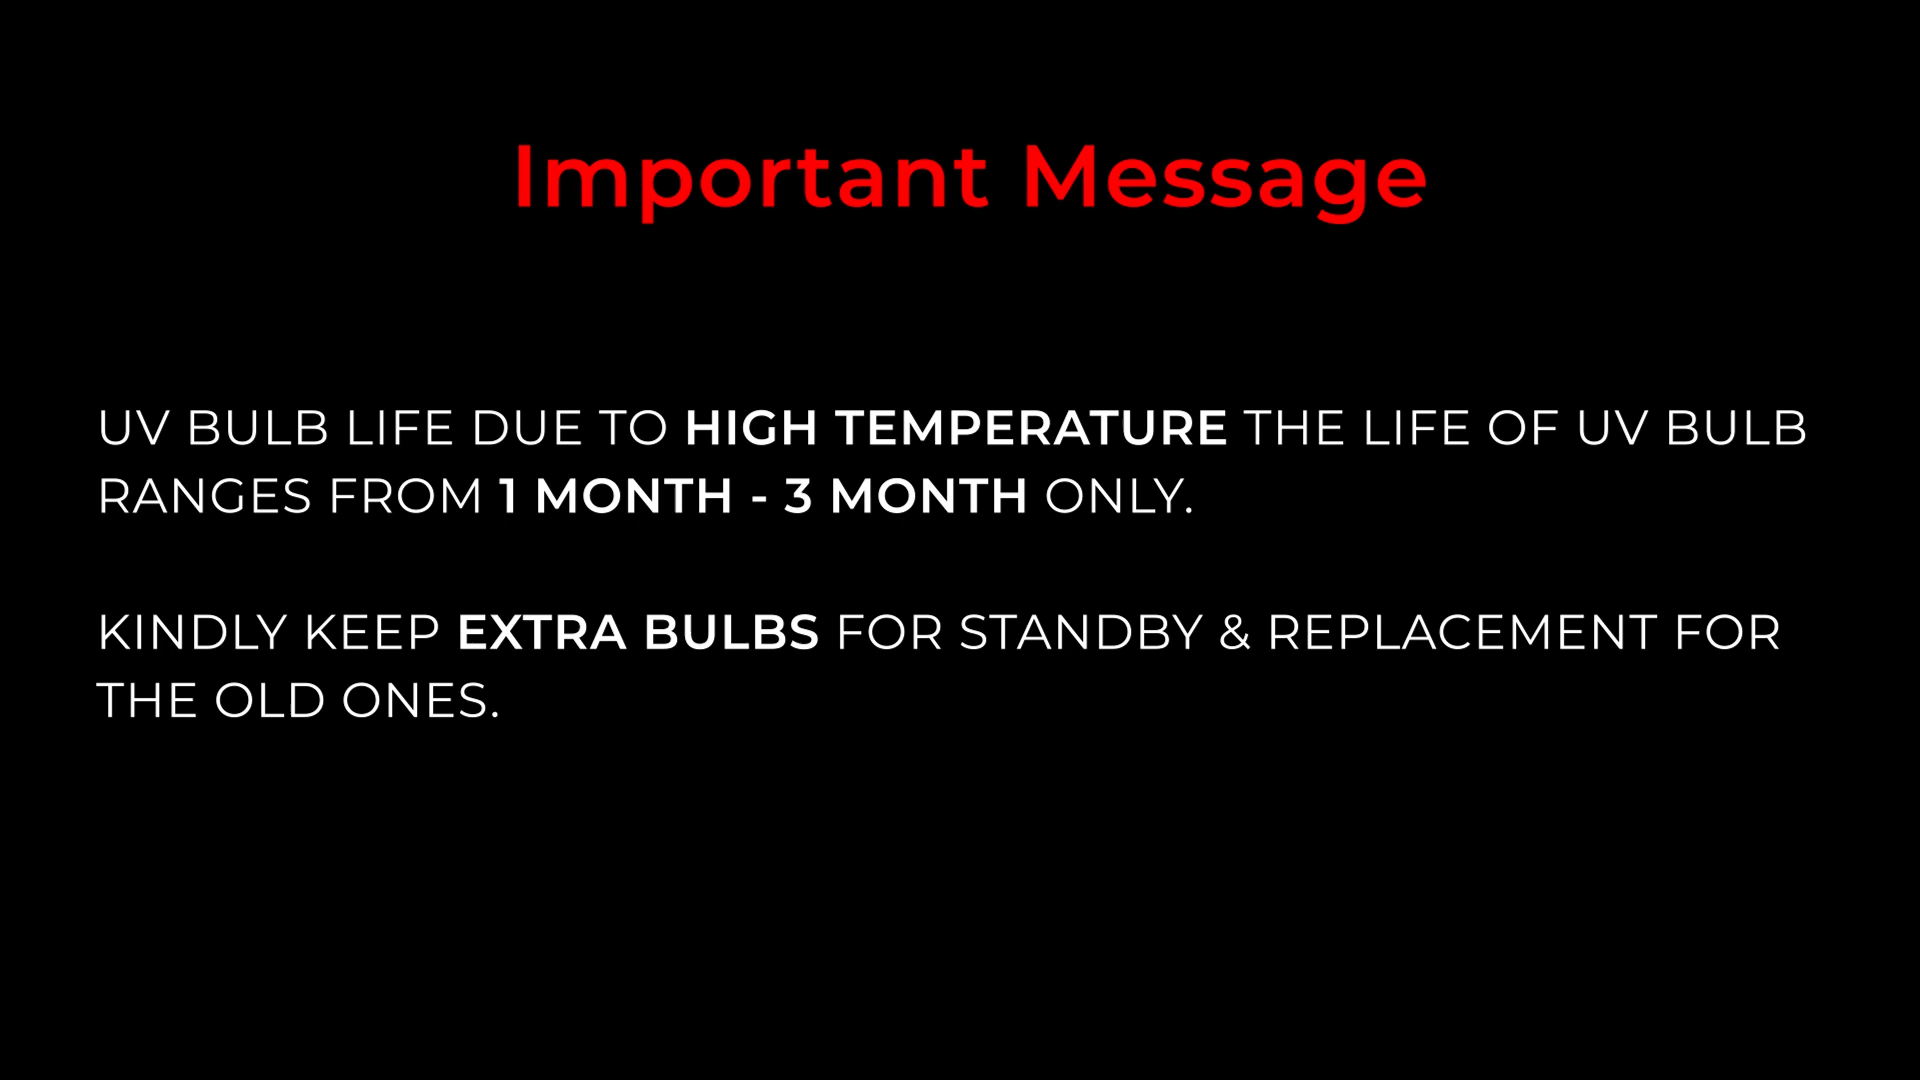 Important Message
UV BULB LIFE DUE TO HIGH TEMPERATURE THE LIFE OF UV BULB
RANGES FROM 1 MONTH - 3 MONTH ONLY.
KINDLY KEEP EXTRA BULBS FOR STANDBY & REPLACEMENT FOR
THE OLD ONES.